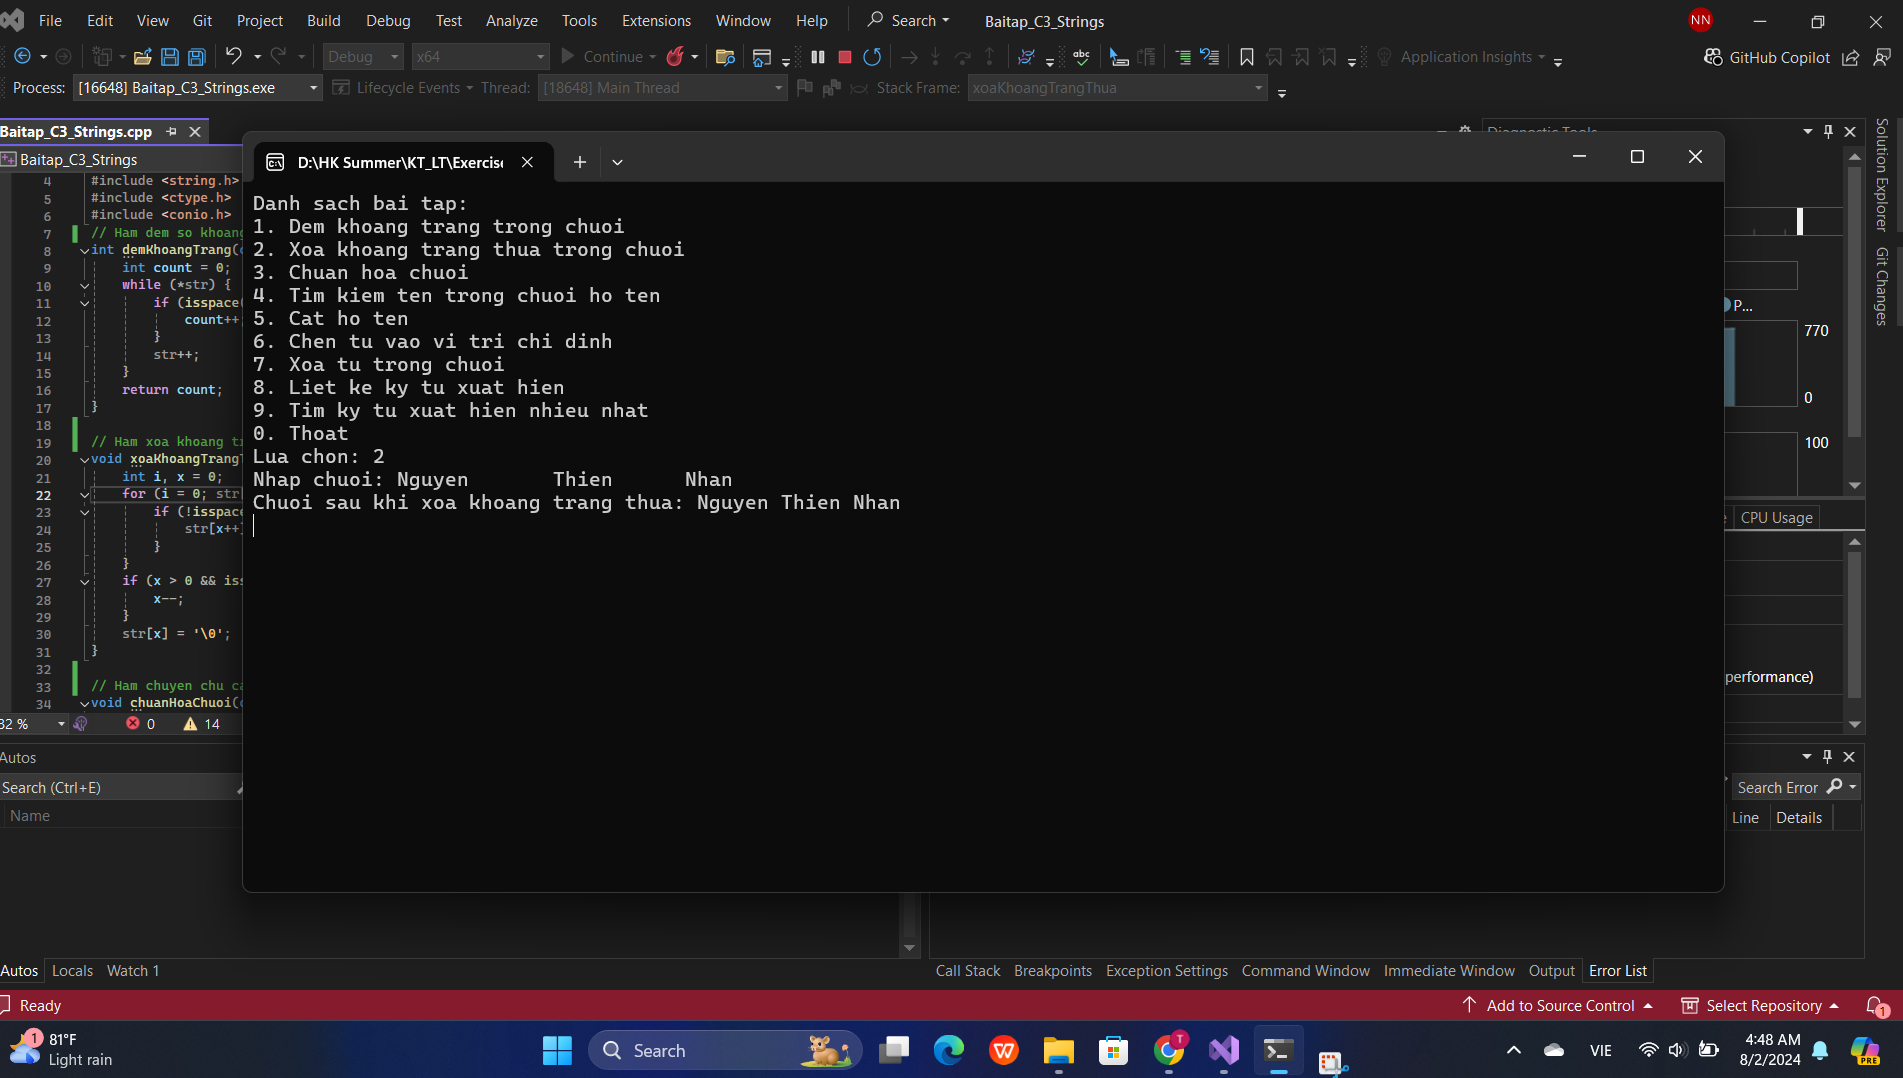 File Edit View Git Project Build Debug Test Analyze Tools Extensions Window Help Search Baitap_C3_Strings NN
Debug x64 Continue Application Insights GitHub Copilot
Process: [16648] Baitap_C3_Strings.exe Lifecycle Events Thread: [18648] Main Thread Stack Frame: xoaKhoangTrangThua
Baitap_C3_Strings.cpp
Baitap_C3_Strings
4 #include <string.h>
5 #include <ctype.h>
6 #include <conio.h>
7 // Ham dem so khoang
8 int demKhoangTrang(
9 int count = 0;
10 while (*str) {
11 if (isspace(
12 count++;
13 }
14 str++;
15 }
16 return count;
17 }
18
19 // Ham xoa khoang tr
20 void xoaKhoangTrang
21 int i, x = 0;
22 for (i = 0; str[
23 if (!isspace
24 str[x++]
25 }
26 }
27 if (x > 0 && iss
28 x--;
29 }
30 str[x] = '\0';
31 }
32
33 // Ham chuyen chu ca
34 void chuanHoaChuoi(
32 % 0 14
D:\HK Summer\KT_LT\Exercise
Danh sach bai tap:
1. Dem khoang trang trong chuoi
2. Xoa khoang trang thua trong chuoi
3. Chuan hoa chuoi
4. Tim kiem ten trong chuoi ho ten
5. Cat ho ten
6. Chen tu vao vi tri chi dinh
7. Xoa tu trong chuoi
8. Liet ke ky tu xuat hien
9. Tim ky tu xuat hien nhieu nhat
0. Thoat
Lua chon: 2
Nhap chuoi: Nguyen       Thien      Nhan
Chuoi sau khi xoa khoang trang thua: Nguyen Thien Nhan
Diagnostic Tools
P...
770
0
100
CPU Usage
performance)
Solution Explorer
Git Changes
Autos
Search (Ctrl+E)
Name
Search Error
Line Details
Autos Locals Watch 1
Call Stack Breakpoints Exception Settings Command Window Immediate Window Output Error List
Ready Add to Source Control Select Repository 1
1 81°F
Light rain
Search
T
VIE
4:48 AM
8/2/2024
PRE